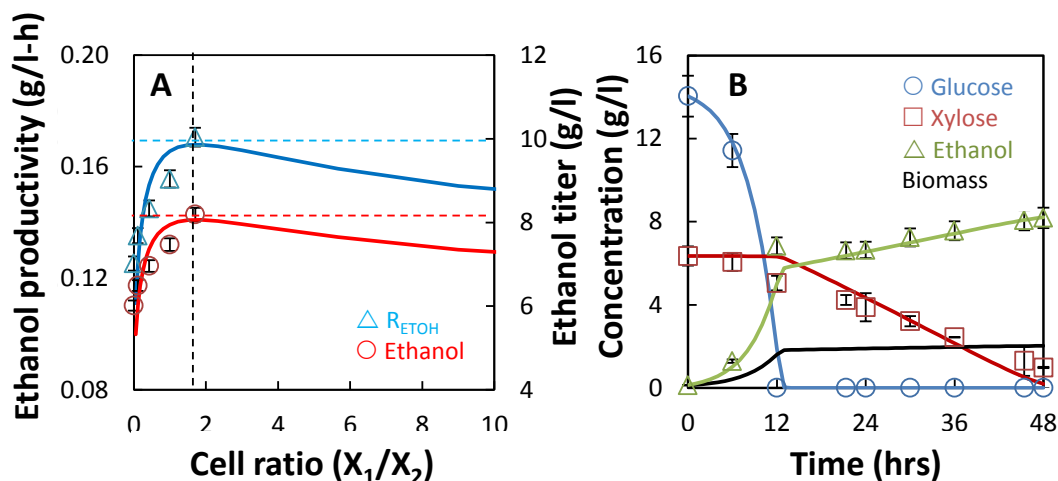 Ethanol productivity (g/l-h)
0.20
0.16
0.12
0.08
A
R_ETOH
Ethanol
0 2 4 6 8 10
Cell ratio (X₁/X₂)
12
10
8
6
4
Ethanol titer (g/l)
Concentration (g/l)
16
12
8
4
0
B
Glucose
Xylose
Ethanol
Biomass
0 12 24 36 48
Time (hrs)